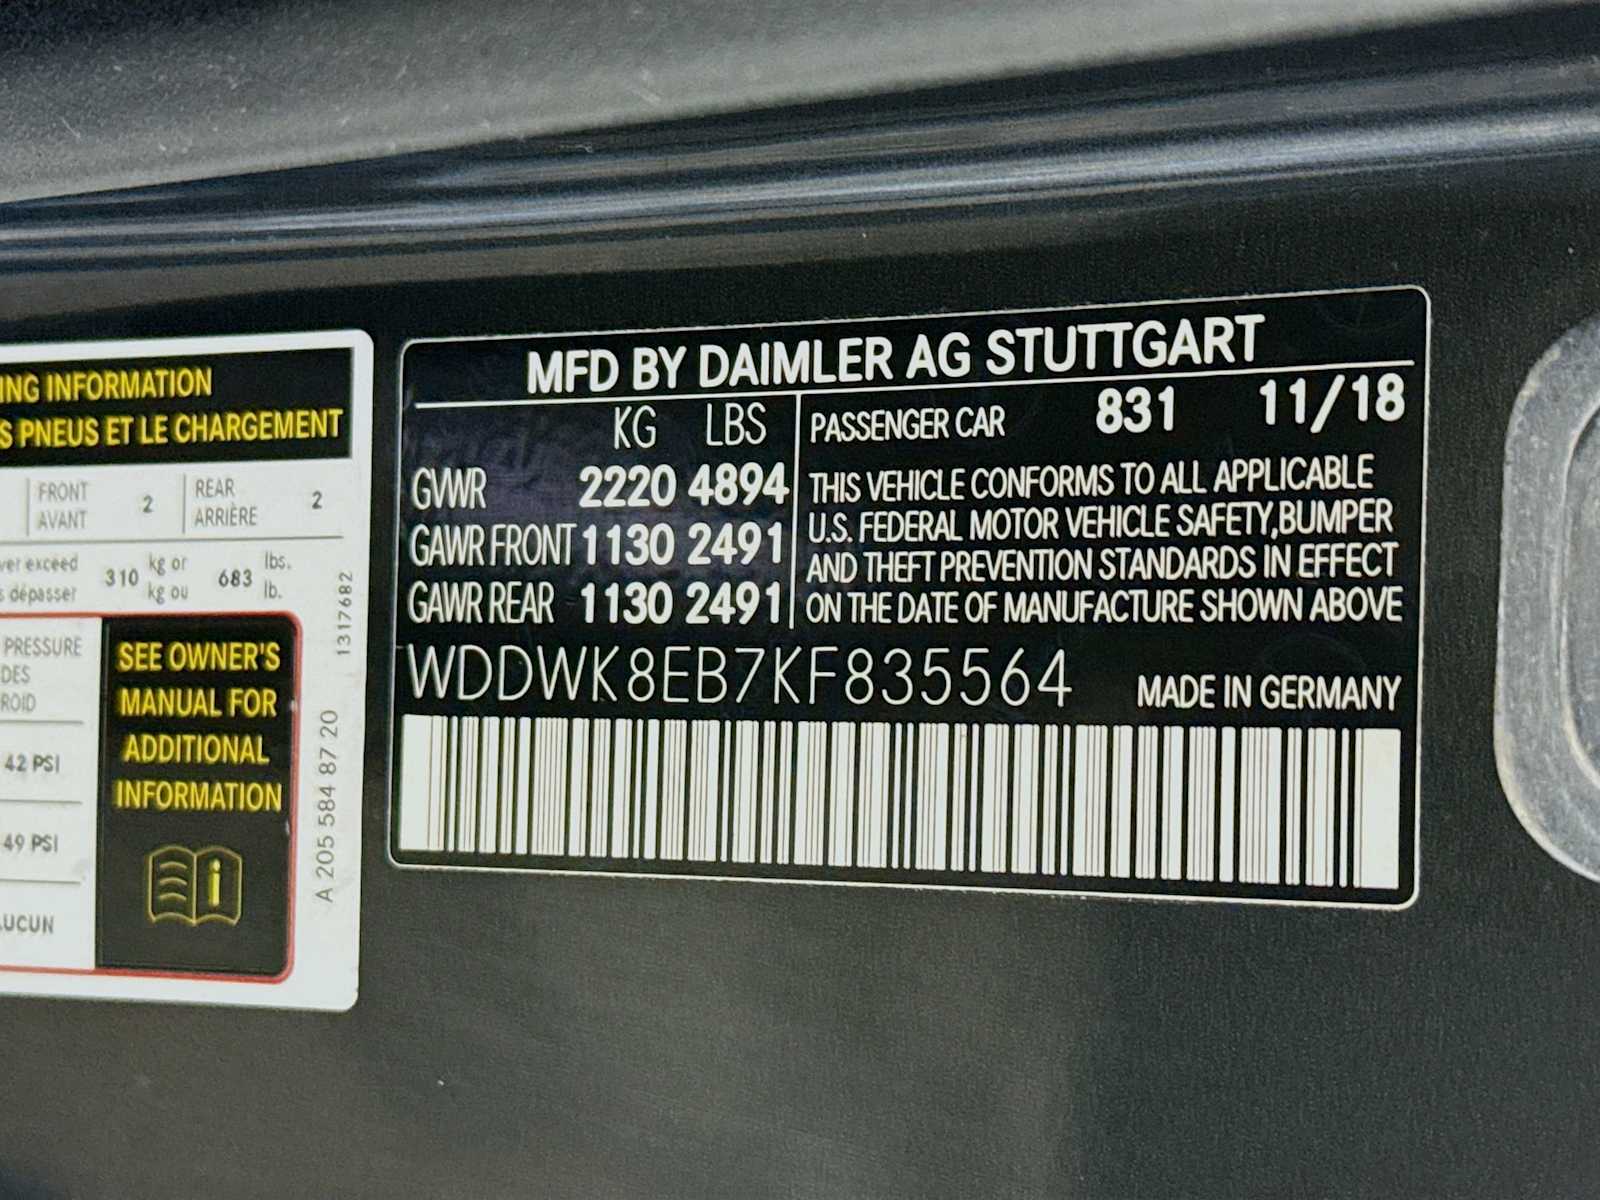 ING INFORMATION
S PNEUS ET LE CHARGEMENT
FRONT
AVANT
2
REAR
ARRIÈRE
2
ver exceed
s dépasser
310
kg or
kg ou
683
lbs.
lb.
PRESSURE
DES
ROID
42 PSI
49 PSI
AUCUN
SEE OWNER'S
MANUAL FOR
ADDITIONAL
INFORMATION
i
1317682
A 205 584 87 20
MFD BY DAIMLER AG STUTTGART
KG LBS
GVWR 2220 4894
GAWR FRONT 1130 2491
GAWR REAR 1130 2491
PASSENGER CAR 831 11/18
THIS VEHICLE CONFORMS TO ALL APPLICABLE
U.S. FEDERAL MOTOR VEHICLE SAFETY,BUMPER
AND THEFT PREVENTION STANDARDS IN EFFECT
ON THE DATE OF MANUFACTURE SHOWN ABOVE
WDDWK8EB7KF835564
MADE IN GERMANY